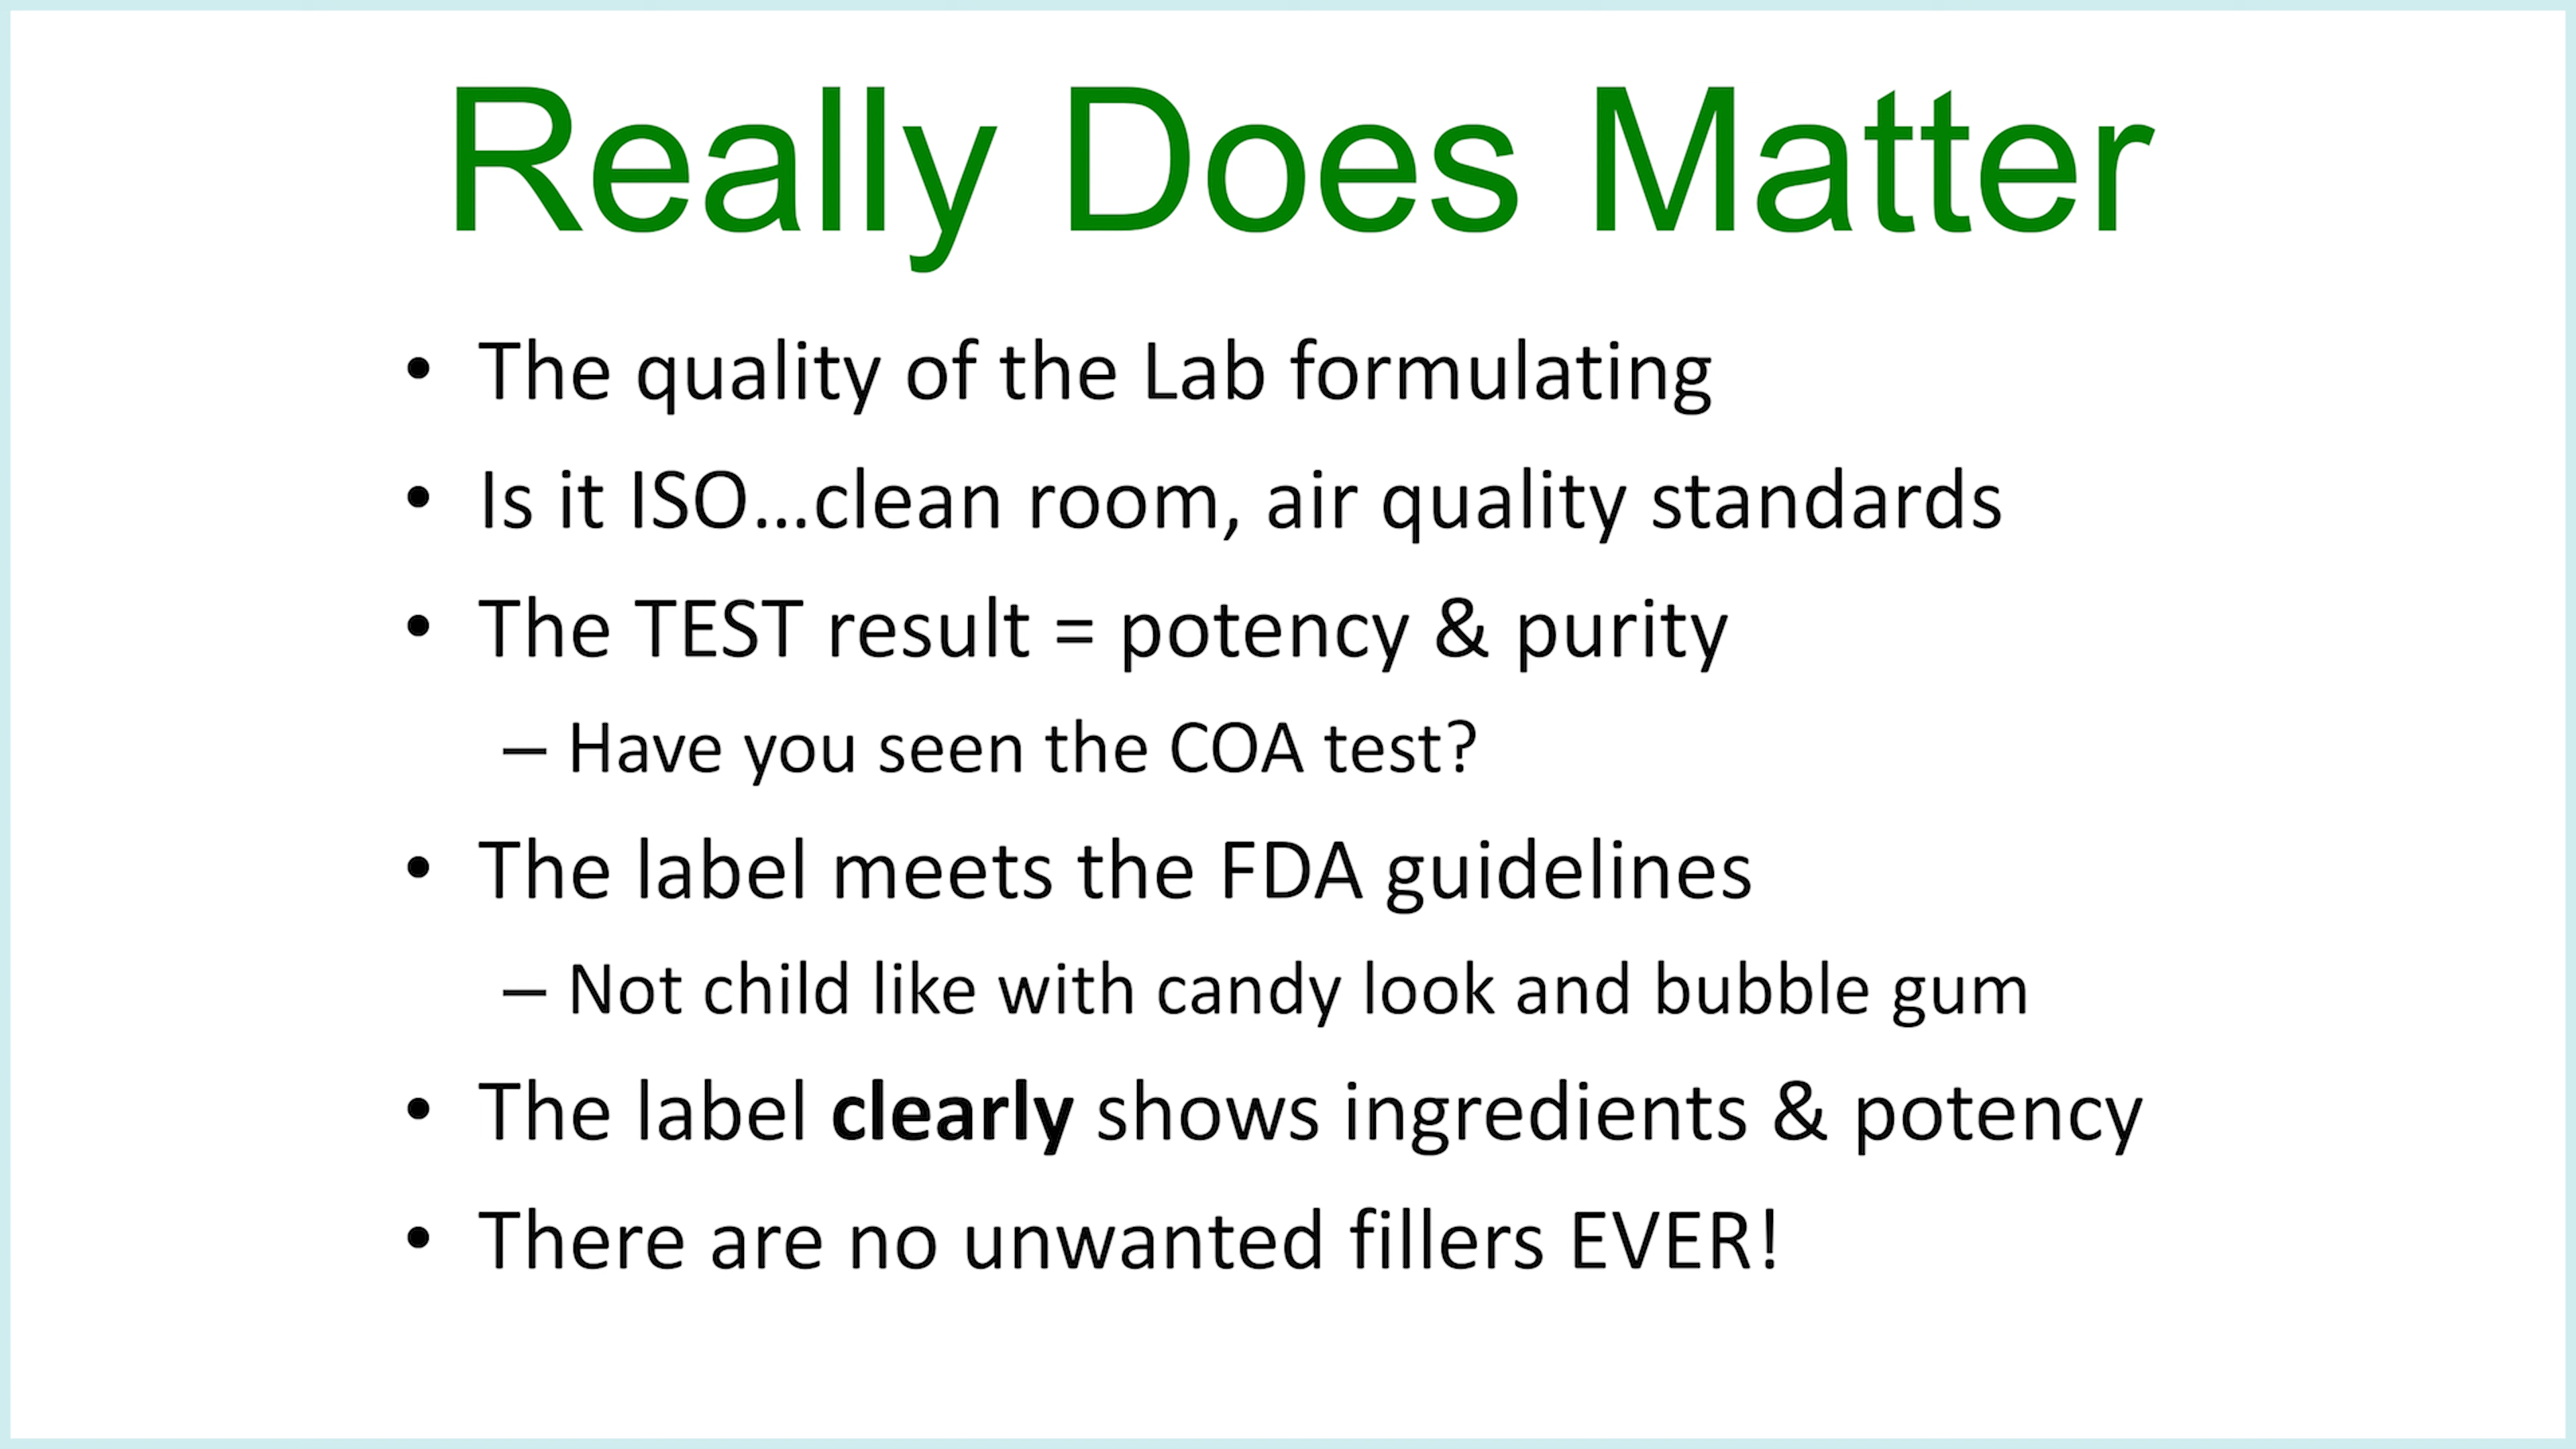 Really Does Matter
• The quality of the Lab formulating
• Is it ISO...clean room, air quality standards
• The TEST result = potency & purity
– Have you seen the COA test?
• The label meets the FDA guidelines
– Not child like with candy look and bubble gum
• The label clearly shows ingredients & potency
• There are no unwanted fillers EVER!